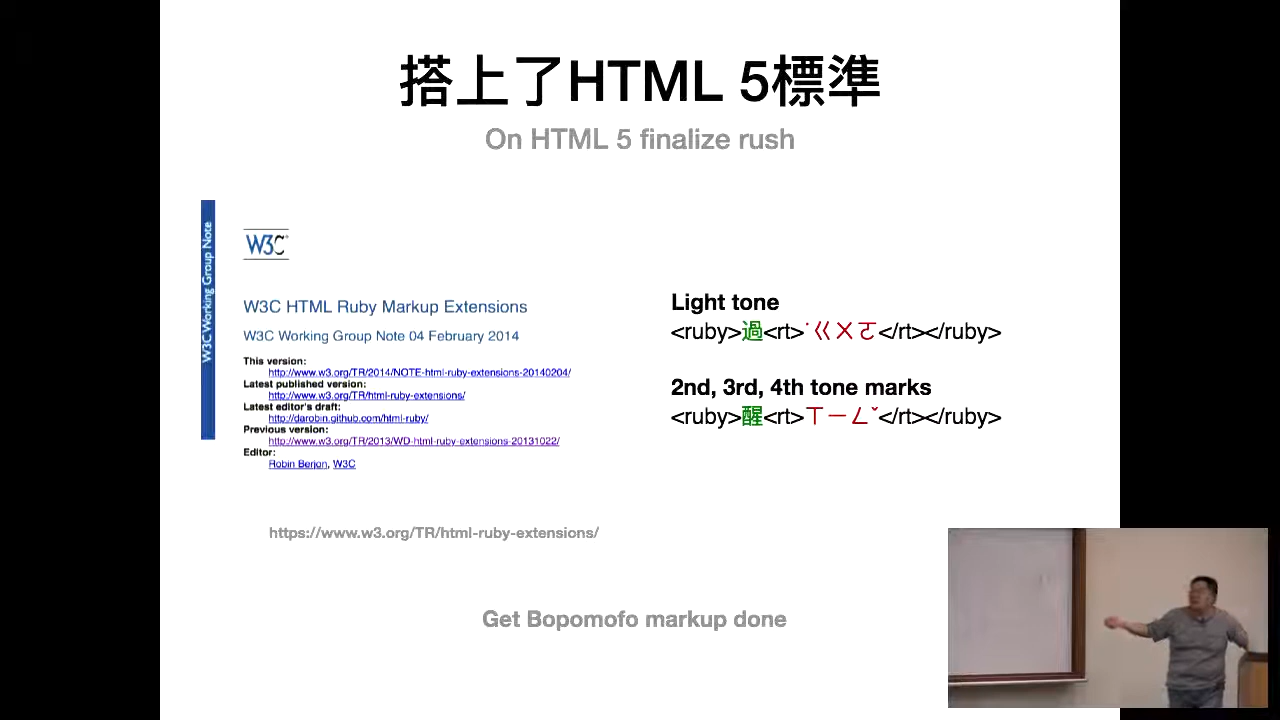 搭上了HTML 5標準
On HTML 5 finalize rush
W3C Working Group Note
W3C
W3C HTML Ruby Markup Extensions
W3C Working Group Note 04 February 2014
This version:
http://www.w3.org/TR/2014/NOTE-html-ruby-extensions-20140204/
Latest published version:
http://www.w3.org/TR/html-ruby-extensions/
Latest editor's draft:
http://darobin.github.com/html-ruby/
Previous version:
http://www.w3.org/TR/2013/WD-html-ruby-extensions-20131022/
Editor:
Robin Berjon, W3C
https://www.w3.org/TR/html-ruby-extensions/
Light tone
<ruby>過<rt>˙ㄍㄨㄛ</rt></ruby>
2nd, 3rd, 4th tone marks
<ruby>醒<rt>ㄒㄧㄥˇ</rt></ruby>
Get Bopomofo markup done